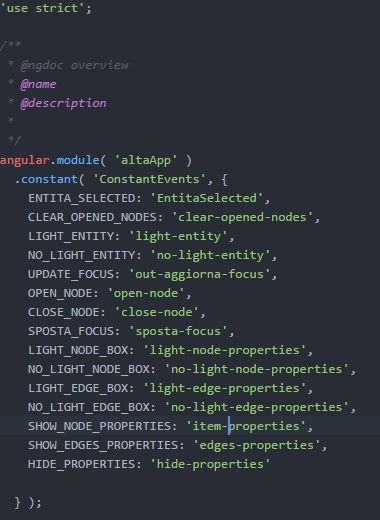 'use strict';
/**
* @ngdoc overview
* @name
* @description
*
*/
angular.module( 'altaApp' )
.constant( 'ConstantEvents', {
ENTITA_SELECTED: 'EntitaSelected',
CLEAR_OPENED_NODES: 'clear-opened-nodes',
LIGHT_ENTITY: 'light-entity',
NO_LIGHT_ENTITY: 'no-light-entity',
UPDATE_FOCUS: 'out-aggiorna-focus',
OPEN_NODE: 'open-node',
CLOSE_NODE: 'close-node',
SPOSTA_FOCUS: 'sposta-focus',
LIGHT_NODE_BOX: 'light-node-properties',
NO_LIGHT_NODE_BOX: 'no-light-node-properties',
LIGHT_EDGE_BOX: 'light-edge-properties',
NO_LIGHT_EDGE_BOX: 'no-light-edge-properties',
SHOW_NODE_PROPERTIES: 'item-properties',
SHOW_EDGES_PROPERTIES: 'edges-properties',
HIDE_PROPERTIES: 'hide-properties'
} );